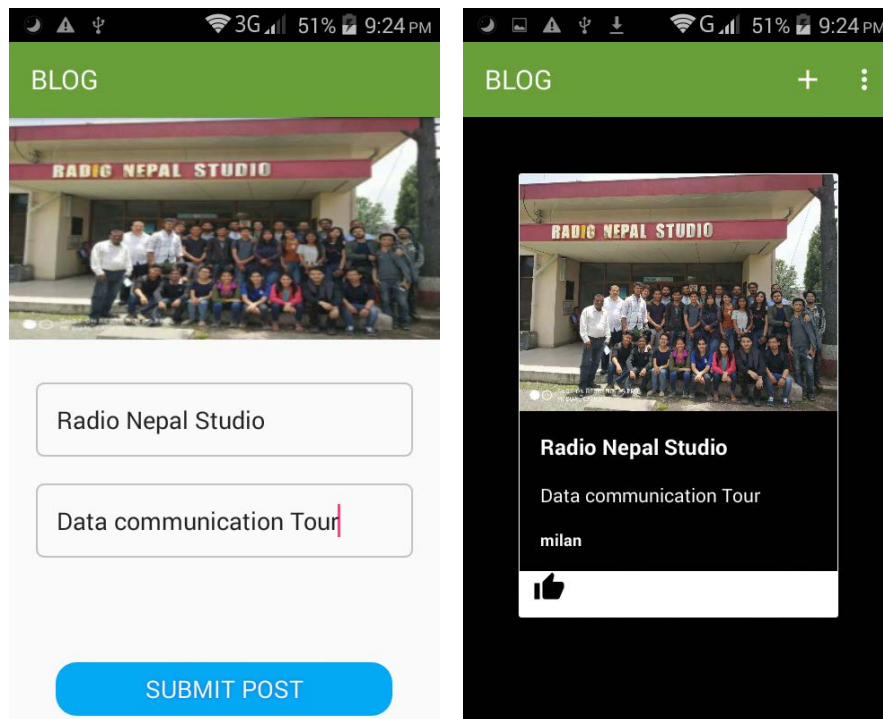 3G 51% 9:24 PM
BLOG
RADIO NEPAL STUDIO
Radio Nepal Studio
Data communication Tour
SUBMIT POST
G 51% 9:24 PM
BLOG
RADIO NEPAL STUDIO
Radio Nepal Studio
Data communication Tour
milan